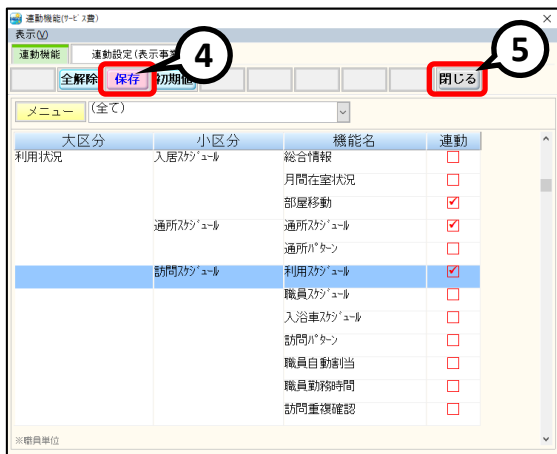 連動機能(ｻｰﾋﾞｽ費)
表示(V)
連動機能 連動設定(表示事業
4
5
全解除 保存 初期値 閉じる
メニュー (全て)
大区分 小区分 機能名 連動
利用状況 入居ｽｹｼﾞｭｰﾙ 総合情報
月間在室状況
部屋移動
通所ｽｹｼﾞｭｰﾙ 通所ｽｹｼﾞｭｰﾙ
通所ﾊﾟﾀｰﾝ
訪問ｽｹｼﾞｭｰﾙ 利用ｽｹｼﾞｭｰﾙ
職員ｽｹｼﾞｭｰﾙ
入浴車ｽｹｼﾞｭｰﾙ
訪問ﾊﾟﾀｰﾝ
職員自動割当
職員勤務時間
訪問重複確認
※職員単位